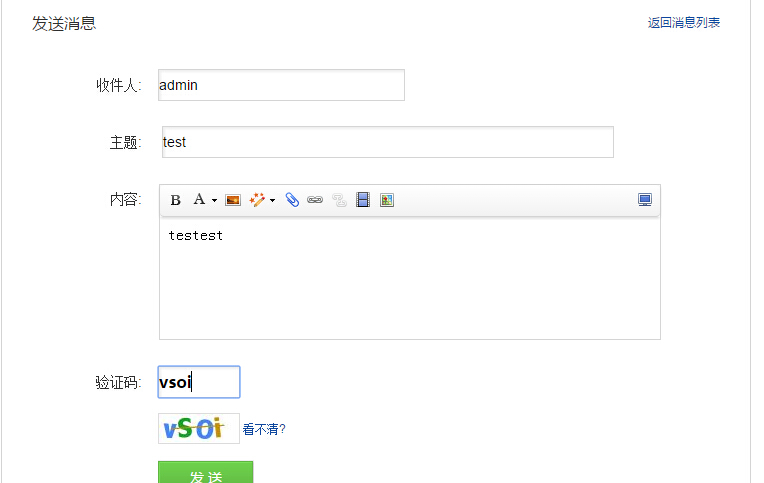 发送消息 返回消息列表
收件人: admin
主题: test
内容: B A
testest
验证码: vsoi
vSOi 看不清?
发 送